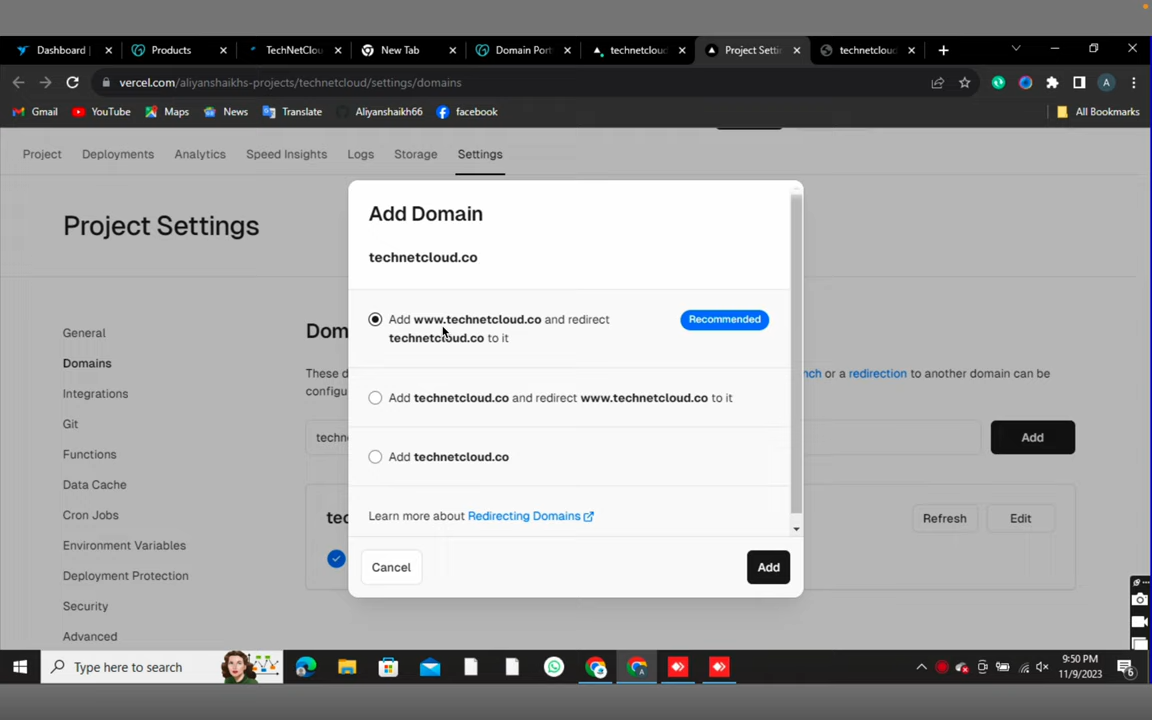 Dashboard
Products
TechNetClou
New Tab
Domain Port
technetcloud
Project Setti
technetcloud
vercel.com/aliyanshaikhs-projects/technetcloud/settings/domains
A
Gmail
YouTube
Maps
News
Translate
Aliyanshaikh66
facebook
All Bookmarks
Project
Deployments
Analytics
Speed Insights
Logs
Storage
Settings
Project Settings
Add Domain
technetcloud.co
Add www.technetcloud.co and redirect
technetcloud.co to it
Recommended
Add technetcloud.co and redirect www.technetcloud.co to it
Add technetcloud.co
Learn more about Redirecting Domains
Cancel
Add
General
Domains
Integrations
Git
Functions
Data Cache
Cron Jobs
Environment Variables
Deployment Protection
Security
Advanced
Dom
These d
nch or a redirection to another domain can be
configu
techn
Add
tec
Refresh
Edit
Type here to search
9:50 PM
11/9/2023
6